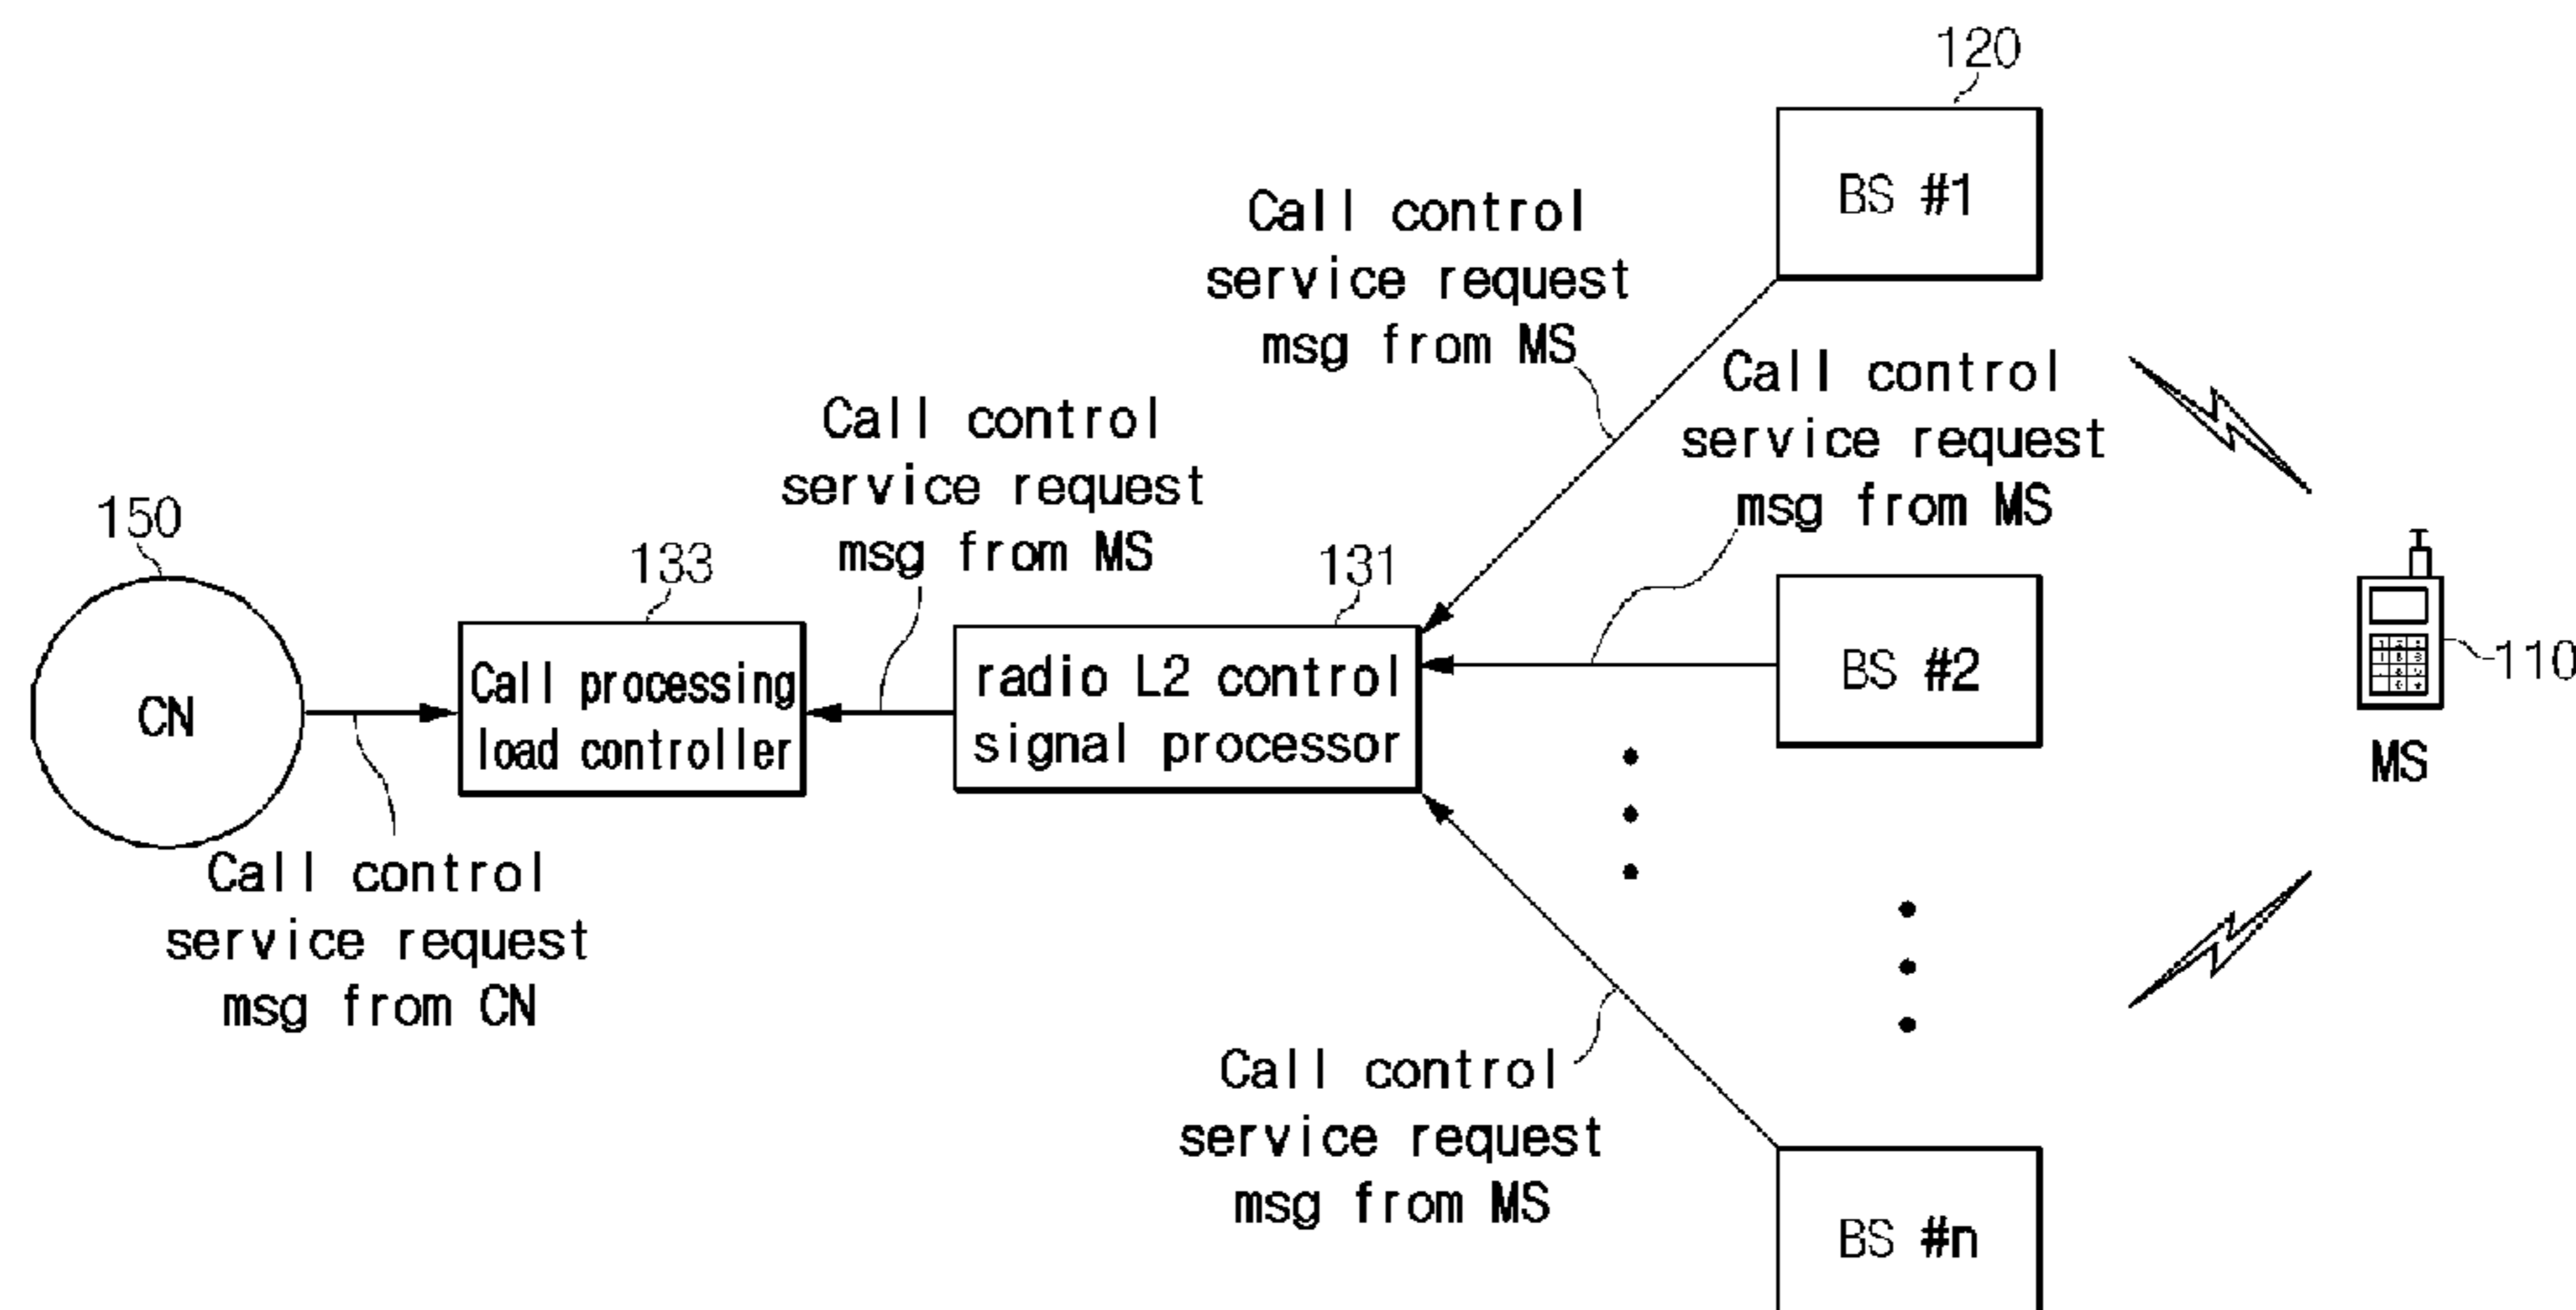 120
BS #1
Call control
service request
msg from MS
Call control
service request
msg from MS
Call control
service request
msg from MS
150
133
131
CN
Call processing
load controller
radio L2 control
signal processor
BS #2
110
MS
Call control
service request
msg from CN
Call control
service request
msg from MS
BS #n